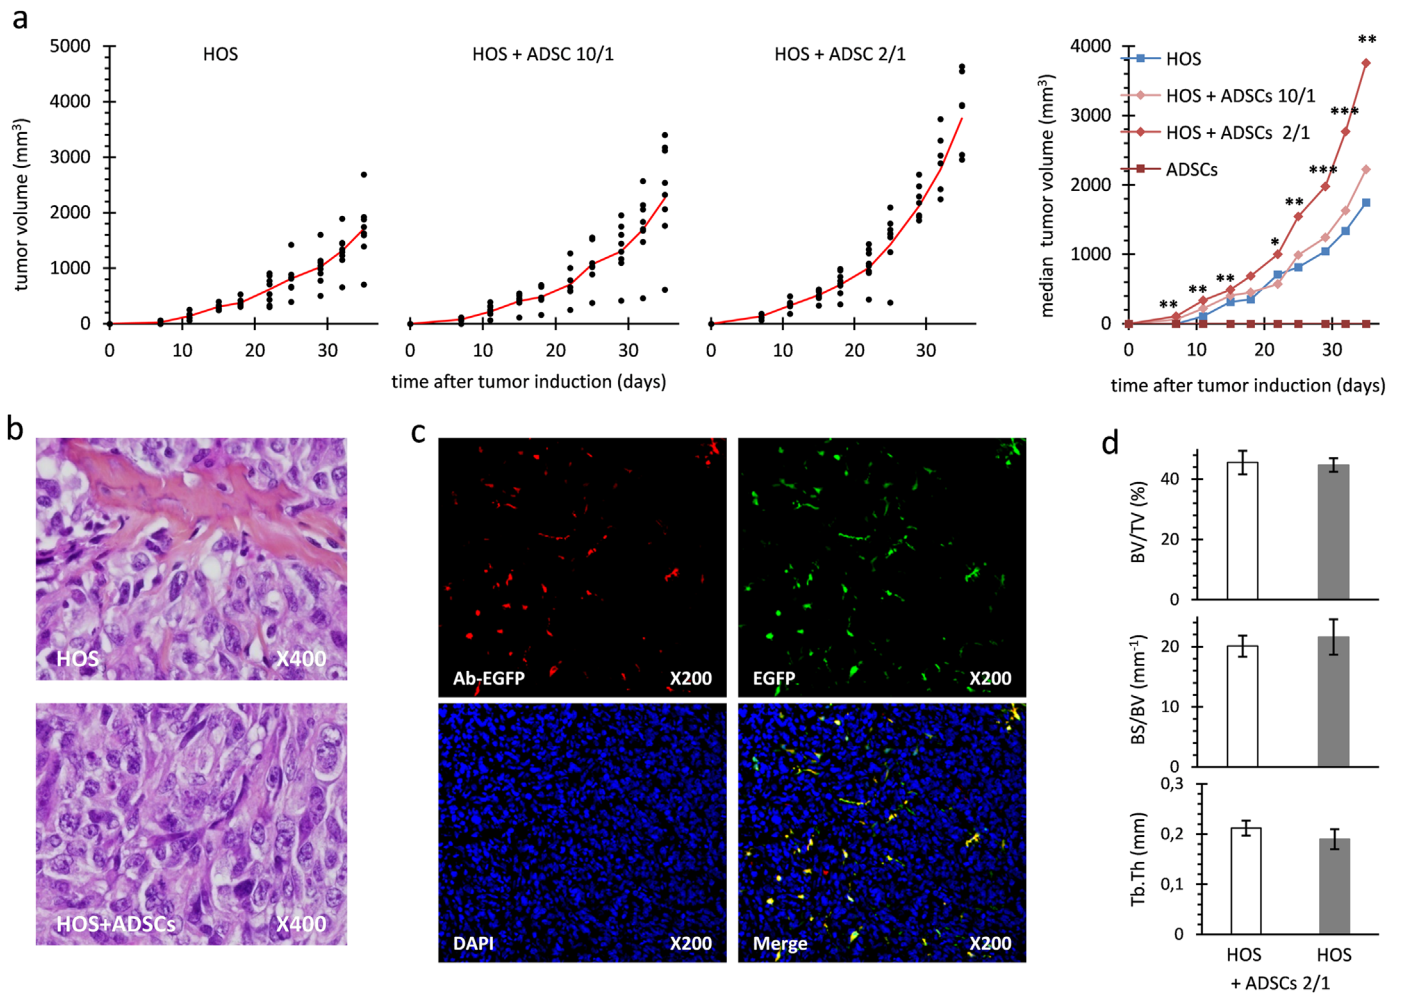 a
HOS
HOS + ADSC 10/1
HOS + ADSC 2/1
tumor volume (mm³)
5000
4000
3000
2000
1000
0
0 10 20 30
0 10 20 30
0 10 20 30
time after tumor induction (days)
median tumor volume (mm³)
4000
3000
2000
1000
0
HOS
HOS + ADSCs 10/1
HOS + ADSCs 2/1
ADSCs
** ** ** * ** *** *** **
0 10 20 30
time after tumor induction (days)
b
HOS X400
HOS+ADSCs X400
c
Ab-EGFP X200
EGFP X200
DAPI X200
Merge X200
d
BV/TV (%)
40
20
0
BS/BV (mm⁻¹)
20
10
0
Tb.Th (mm)
0,3
0,2
0,1
0
HOS HOS
+ ADSCs 2/1